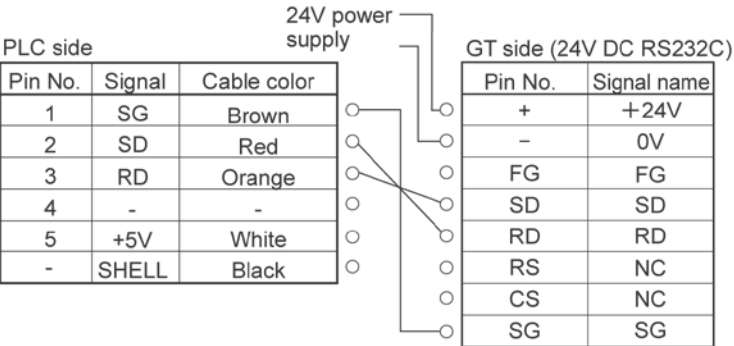 24V power
supply
PLC side
GT side (24V DC RS232C)
Pin No. Signal Cable color
1 SG Brown
2 SD Red
3 RD Orange
4 - -
5 +5V White
- SHELL Black
Pin No. Signal name
+ +24V
- 0V
FG FG
SD SD
RD RD
RS NC
CS NC
SG SG